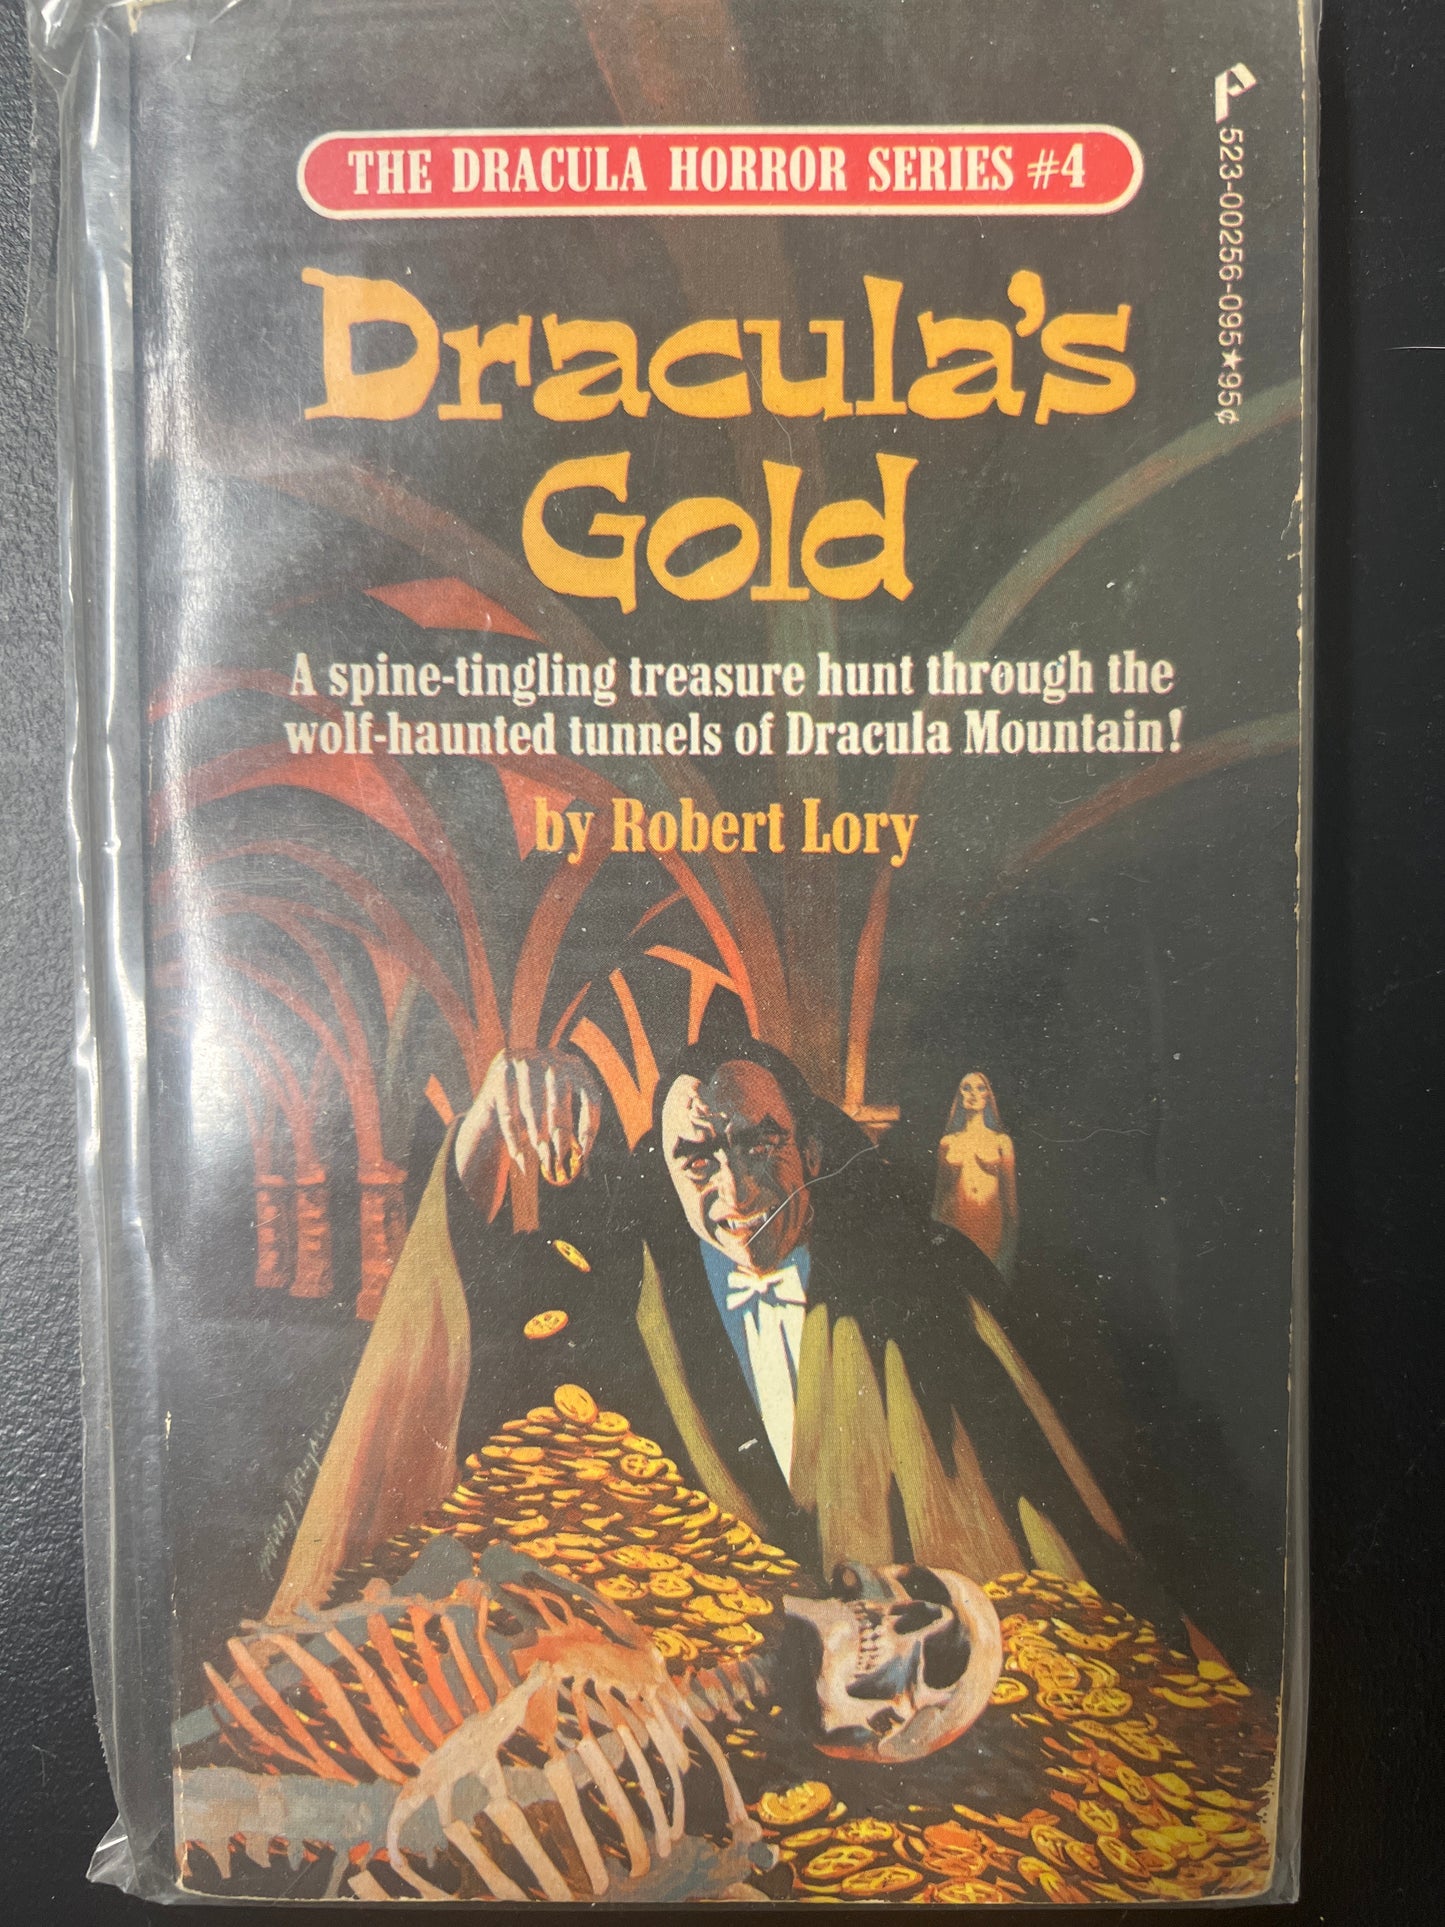 THE DRACULA HORROR SERIES #4
523-00256-095★95¢
Dracula's
Gold
A spine-tingling treasure hunt through the
wolf-haunted tunnels of Dracula Mountain!
by Robert Lory